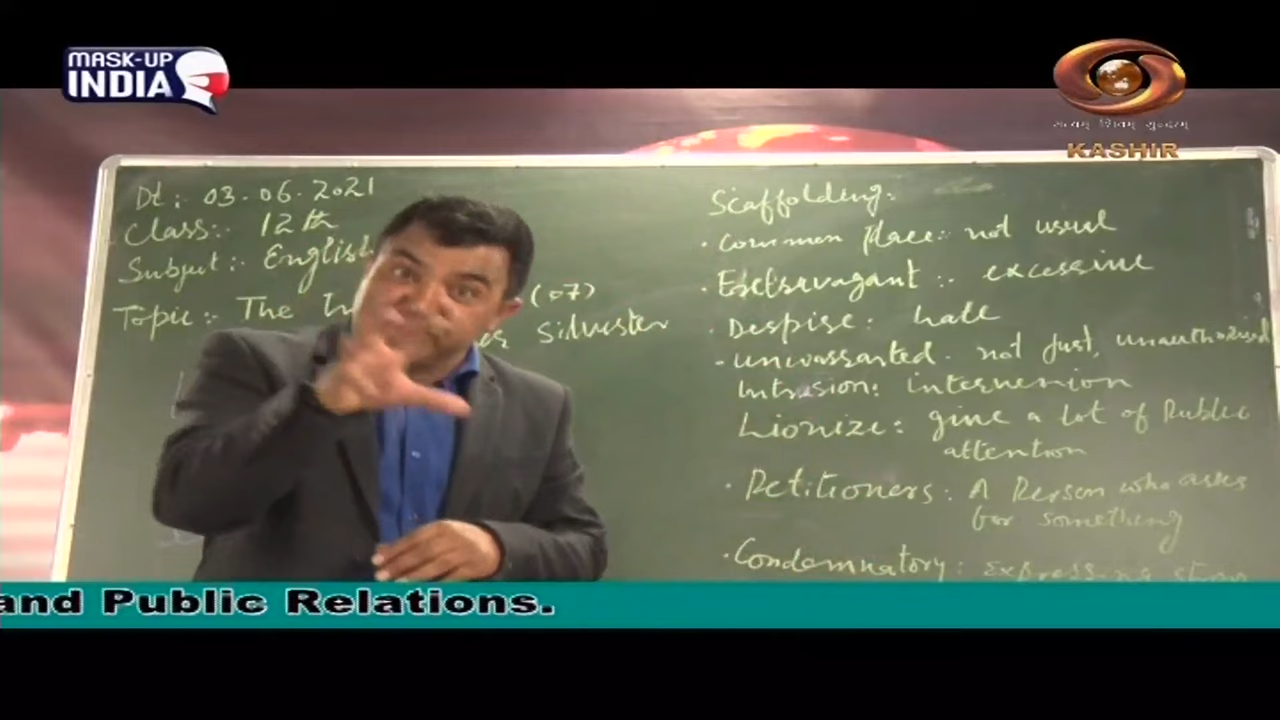 MASK-UP
INDIA
सत्यम् शिवम् सुन्दरम्
KASHIR
Dt: 03.06.2021
Class:- 12th
Subject:- English
Topic:- The (07)
Silvester
Scaffolding:
. Common place:- not usual
. Extravagant :- excessive
. Despise: hate
. unwarranted. not just, unauthorised
Intrusion: intervenion
Lionize: give a lot of Public
attention
. Petitioners: A Person who asks
for something
. Condemnatory: expressing strong
and Public Relations.